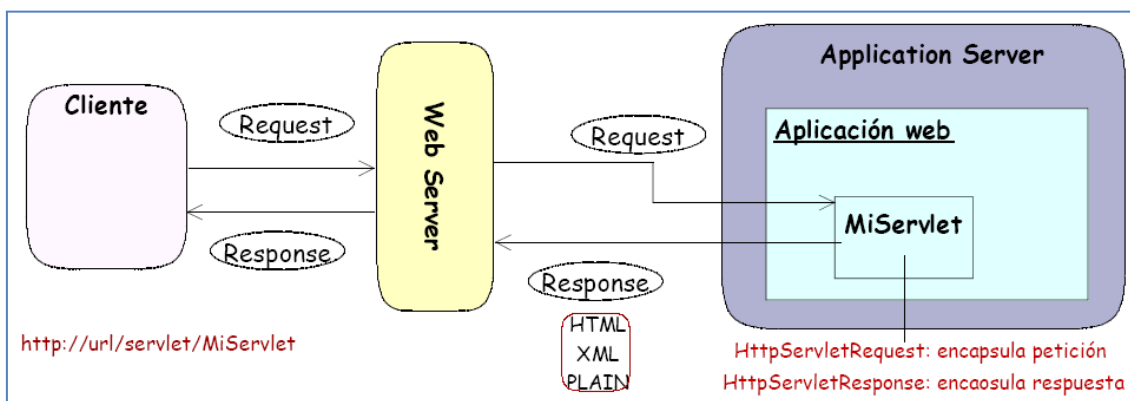 Cliente
Request
Response
http://url/servlet/MiServlet
Web Server
Request
Response
HTML
XML
PLAIN
Application Server
Aplicación web
MiServlet
HttpServletRequest: encapsula petición
HttpServletResponse: encaosula respuesta